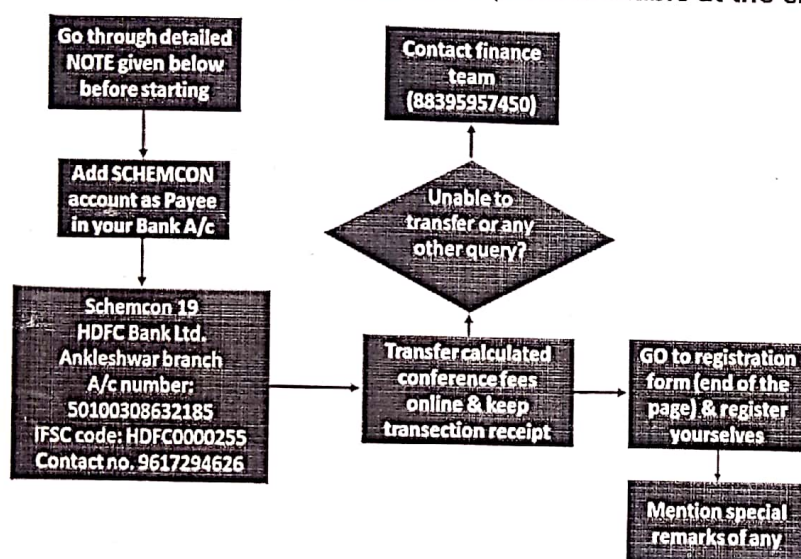 Go through detailed
NOTE given below
before starting
Add SCHEMCON
account as Payee
in your Bank A/c
Schemcon 19
HDFC Bank Ltd.
Ankleshwar branch
A/c number:
50100308632185
IFSC code: HDFC0000255
Contact no. 9617294626
Contact finance
team
(88395957450)
Unable to
transfer or any
other query?
Transfer calculated
conference fees
online & keep
transection receipt
GO to registration
form (end of the
page) & register
yourselves
Mention special
remarks of any